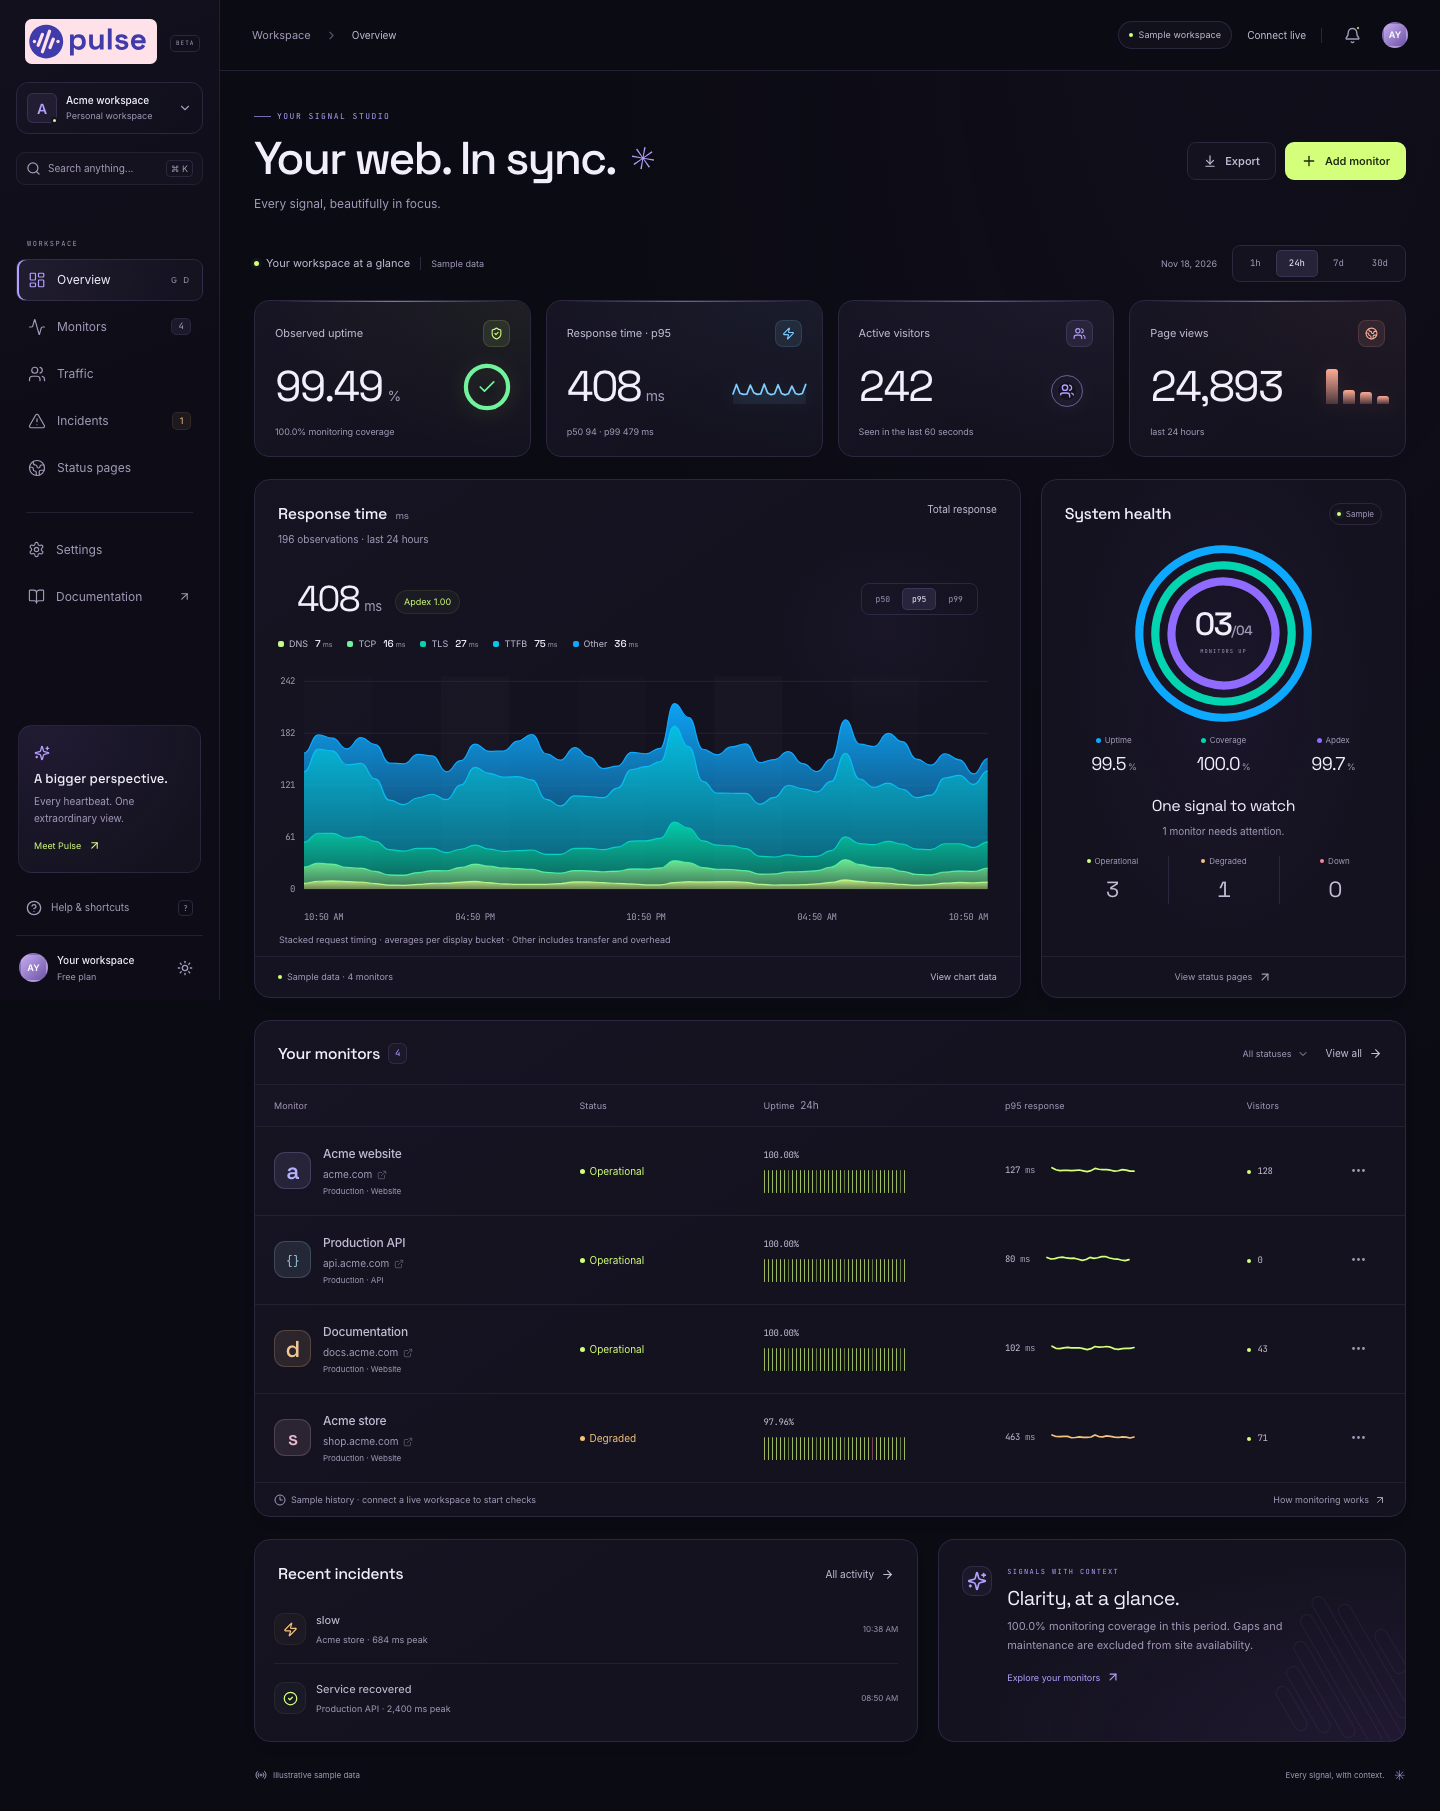 pulse
BETA
A
Acme workspace
Personal workspace
Search anything...
⌘ K
WORKSPACE
Overview
G D
Monitors
4
Traffic
Incidents
1
Status pages
Settings
Documentation
A bigger perspective.
Every heartbeat. One
extraordinary view.
Meet Pulse
Help & shortcuts
?
AY
Your workspace
Free plan
Workspace
Overview
Sample workspace
Connect live
AY
YOUR SIGNAL STUDIO
Your web. In sync.
Every signal, beautifully in focus.
Export
Add monitor
Your workspace at a glance
Sample data
Nov 18, 2026
1h
24h
7d
30d
Observed uptime
99.49 %
100.0% monitoring coverage
Response time · p95
408 ms
p50 94 · p99 479 ms
Active visitors
242
Seen in the last 60 seconds
Page views
24,893
last 24 hours
Response time ms
Total response
196 observations · last 24 hours
408 ms
Apdex 1.00
p50
p95
p99
DNS 7 ms
TCP 16 ms
TLS 27 ms
TTFB 75 ms
Other 36 ms
242
182
121
61
0
10:50 AM
04:50 PM
10:50 PM
04:50 AM
10:50 AM
Stacked request timing · averages per display bucket · Other includes transfer and overhead
Sample data · 4 monitors
View chart data
System health
Sample
03/04
MONITORS UP
Uptime
99.5 %
Coverage
100.0 %
Apdex
99.7 %
One signal to watch
1 monitor needs attention.
Operational
3
Degraded
1
Down
0
View status pages
Your monitors
4
All statuses
View all
Monitor
Status
Uptime 24h
p95 response
Visitors
a
Acme website
acme.com
Production · Website
Operational
100.00%
127 ms
128
{}
Production API
api.acme.com
Production · API
Operational
100.00%
80 ms
0
d
Documentation
docs.acme.com
Production · Website
Operational
100.00%
102 ms
43
s
Acme store
shop.acme.com
Production · Website
Degraded
97.96%
463 ms
71
Sample history · connect a live workspace to start checks
How monitoring works
Recent incidents
All activity
slow
Acme store · 684 ms peak
10:38 AM
Service recovered
Production API · 2,400 ms peak
08:50 AM
SIGNALS WITH CONTEXT
Clarity, at a glance.
100.0% monitoring coverage in this period. Gaps and
maintenance are excluded from site availability.
Explore your monitors
Illustrative sample data
Every signal, with context.